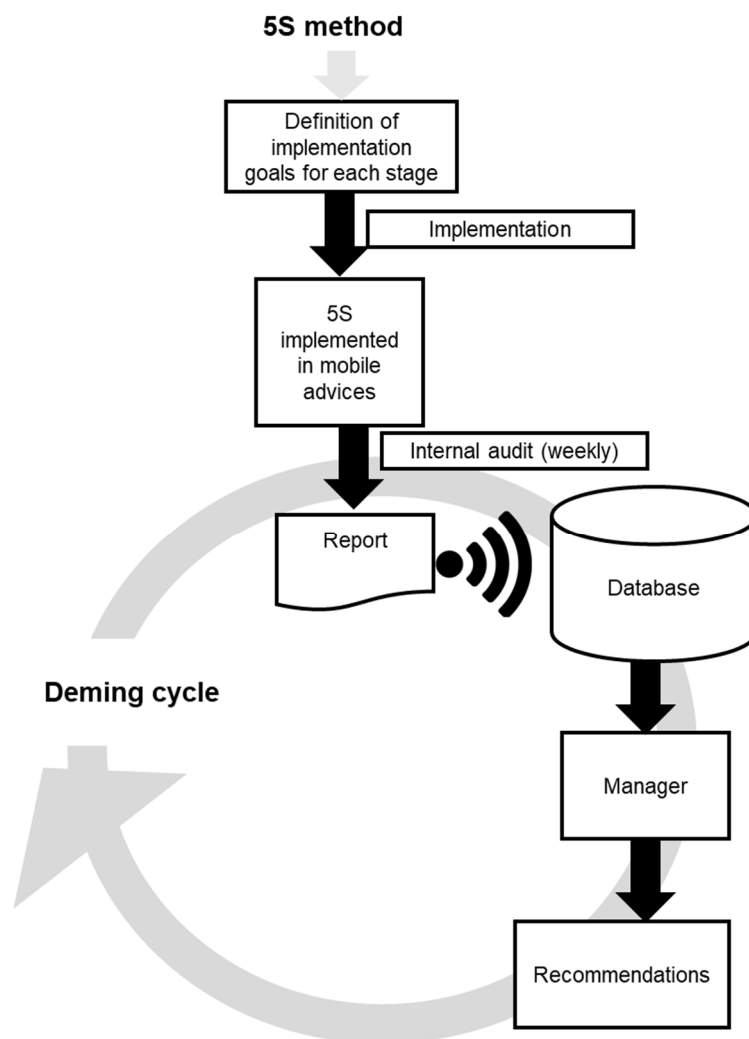 5S method
Definition of
implementation
goals for each stage
Implementation
5S
implemented
in mobile
advices
Internal audit (weekly)
Report
Database
Deming cycle
Manager
Recommendations